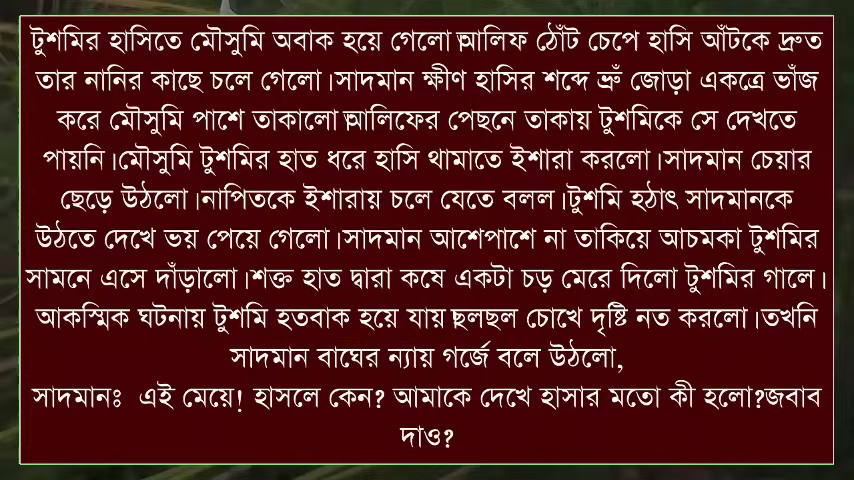 টুশমির হাসিতে মৌসুমি অবাক হয়ে গেলো।আলিফ ঠোঁট চেপে হাসি আঁটকে দ্রুত
তার নানির কাছে চলে গেলো।সাদমান ক্ষীণ হাসির শব্দে ভ্রুঁ জোড়া একত্রে ভাঁজ
করে মৌসুমি পাশে তাকালো।আলিফের পেছনে তাকায় টুশমিকে সে দেখতে
পায়নি।মৌসুমি টুশমির হাত ধরে হাসি থামাতে ইশারা করলো।সাদমান চেয়ার
ছেড়ে উঠলো।নাপিতকে ইশারায় চলে যেতে বলল।টুশমি হঠাৎ সাদমানকে
উঠতে দেখে ভয় পেয়ে গেলো।সাদমান আশেপাশে না তাকিয়ে আচমকা টুশমির
সামনে এসে দাঁড়ালো।শক্ত হাত দ্বারা কষে একটা চড় মেরে দিলো টুশমির গালে।
আকস্মিক ঘটনায় টুশমি হতবাক হয়ে যায়।ছলছল চোখে দৃষ্টি নত করলো।তখনি
সাদমান বাঘের ন্যায় গর্জে বলে উঠলো,
সাদমানঃ এই মেয়ে! হাসলে কেন? আমাকে দেখে হাসার মতো কী হলো?জবাব
দাও?